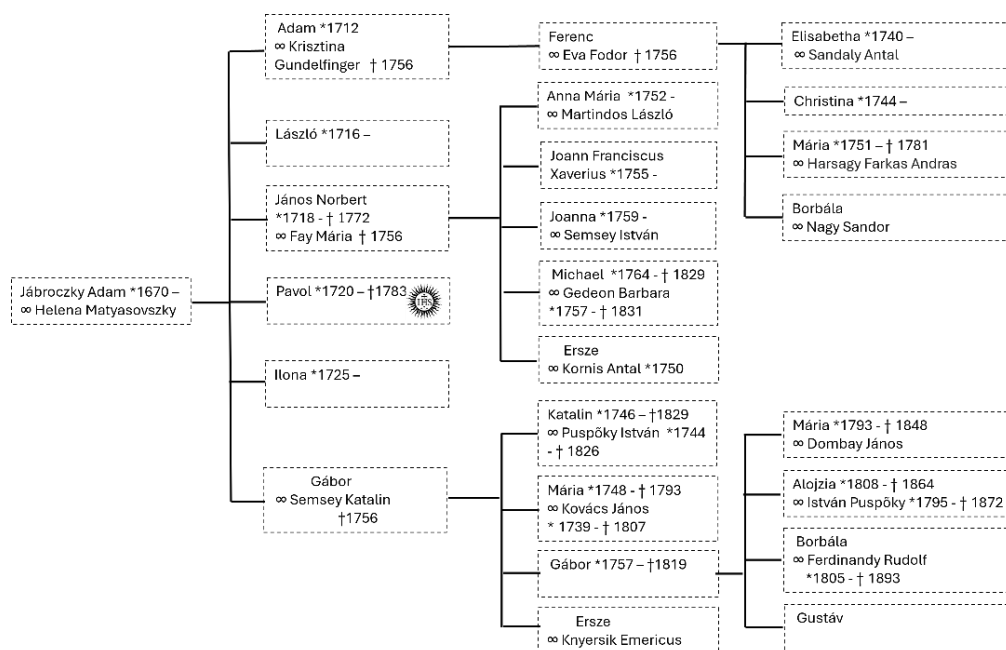 Jábroczky Adam *1670 –
∞ Helena Matyasovszky
Adam *1712
∞ Krisztina
Gundelfinger † 1756
László *1716 –
János Norbert
*1718 - † 1772
∞ Fay Mária † 1756
Pavol *1720 – †1783
IHS
Ilona *1725 –
Gábor
∞ Semsey Katalin
†1756
Ferenc
∞ Eva Fodor † 1756
Anna Mária *1752 -
∞ Martindos László
Joann Franciscus
Xaverius *1755 -
Joanna *1759 -
∞ Semsey István
Michael *1764 - † 1829
∞ Gedeon Barbara
*1757 - † 1831
Ersze
∞ Kornis Antal *1750
Katalin *1746 – †1829
∞ Puspõky István *1744
- † 1826
Mária *1748 - † 1793
∞ Kovács János
* 1739 - † 1807
Gábor *1757 – †1819
Ersze
∞ Knyersik Emericus
Elisabetha *1740 –
∞ Sandaly Antal
Christina *1744 –
Mária *1751 – † 1781
∞ Harsagy Farkas Andras
Borbála
∞ Nagy Sandor
Mária *1793 - † 1848
∞ Dombay János
Alojzia *1808 - † 1864
∞ István Puspõky *1795 - † 1872
Borbála
∞ Ferdinandy Rudolf
*1805 - † 1893
Gustáv